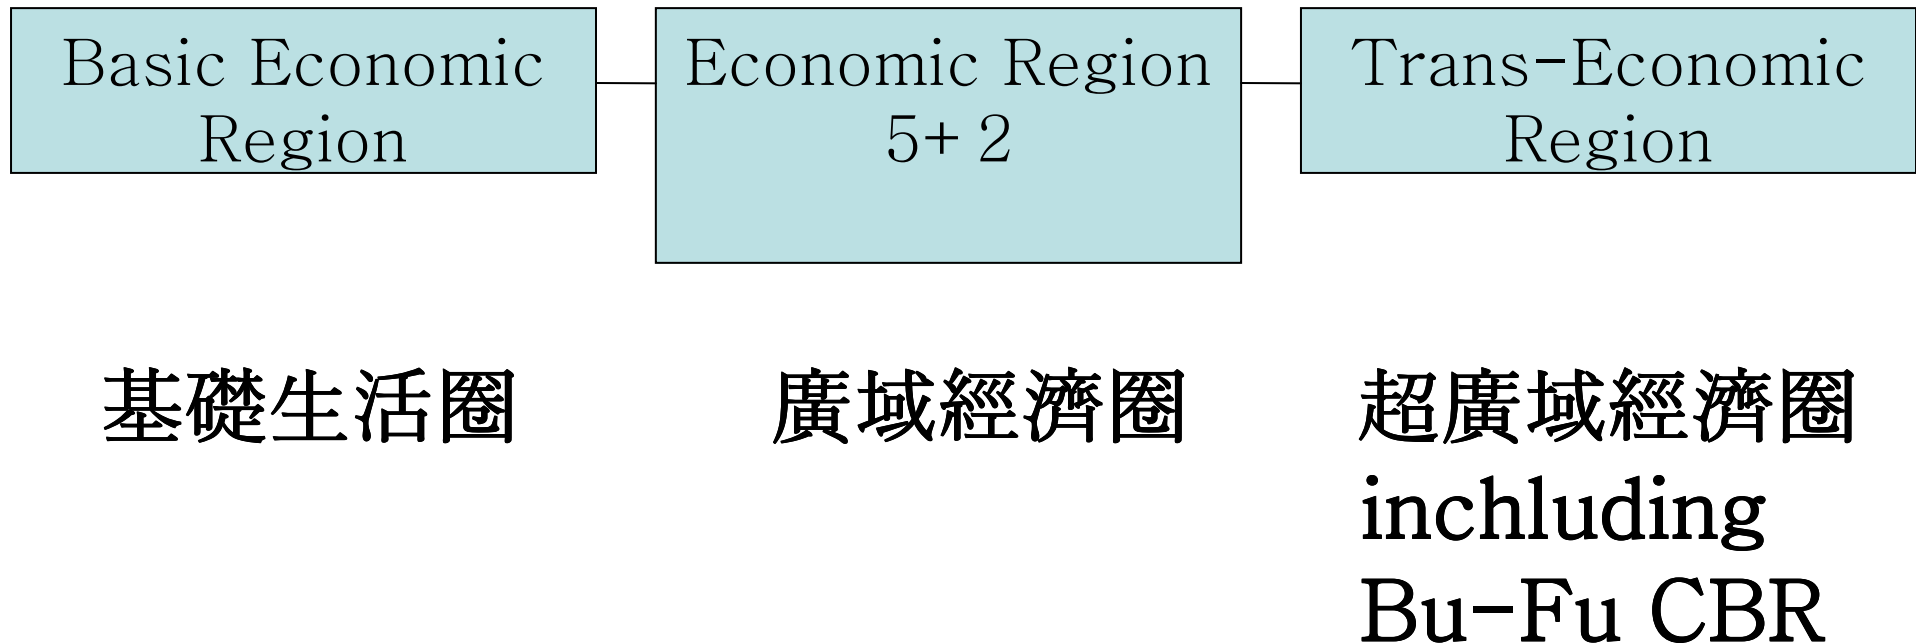 Basic Economic
Region
Economic Region
5+ 2
Trans-Economic
Region
基礎生活圈
廣域經濟圈
超廣域經濟圈
inchluding
Bu-Fu CBR